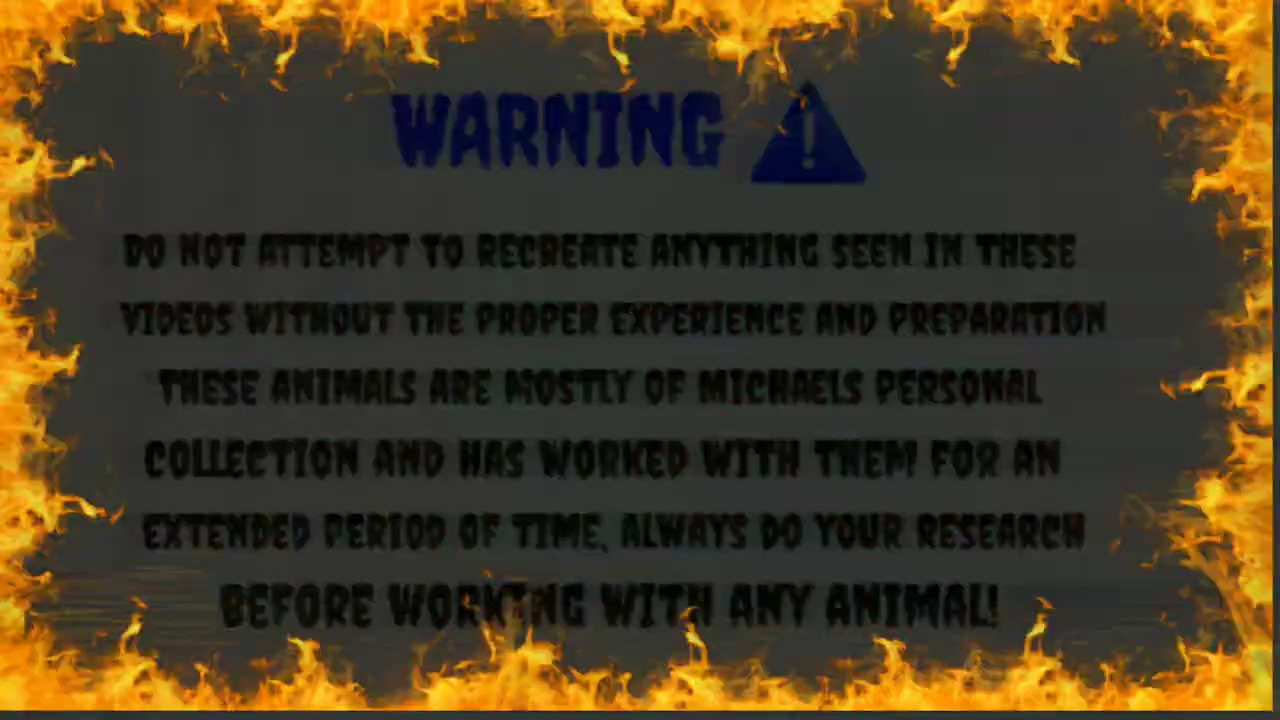 WARNING
DO NOT ATTEMPT TO RECREATE ANYTHING SEEN IN THESE
VIDEOS WITHOUT THE PROPER EXPERIENCE AND PREPARATION
THESE ANIMALS ARE MOSTLY OF MICHAELS PERSONAL
COLLECTION AND HAS WORKED WITH THEM FOR AN
EXTENDED PERIOD OF TIME, ALWAYS DO YOUR RESEARCH
BEFORE WORKING WITH ANY ANIMAL!